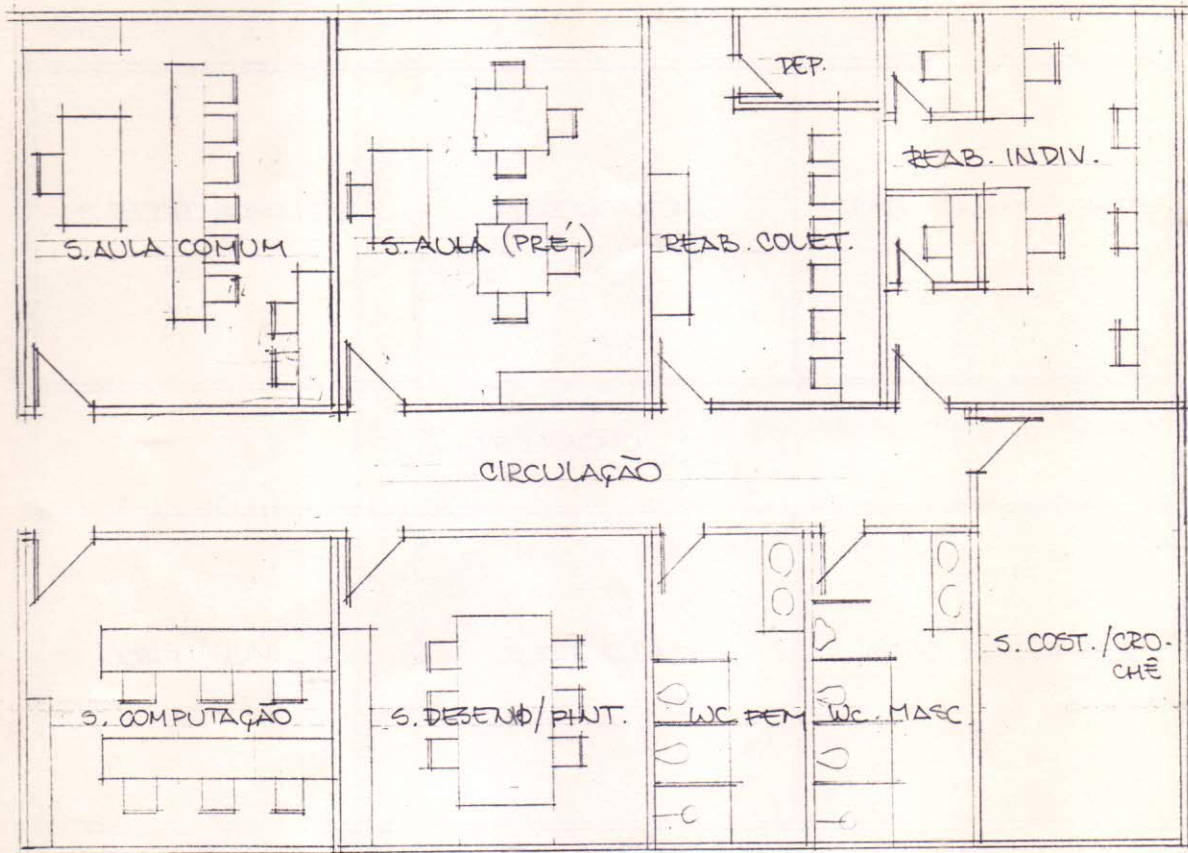 DEP.
REAB. INDIV.
S. AULA COMUM
S. AULA (PRÉ)
REAB. COLET.
CIRCULAÇÃO
S. COST./CRO-
CHÊ
S. COMPUTAÇÃO
S. DESENHO/PINT.
WC FEM
WC. MASC